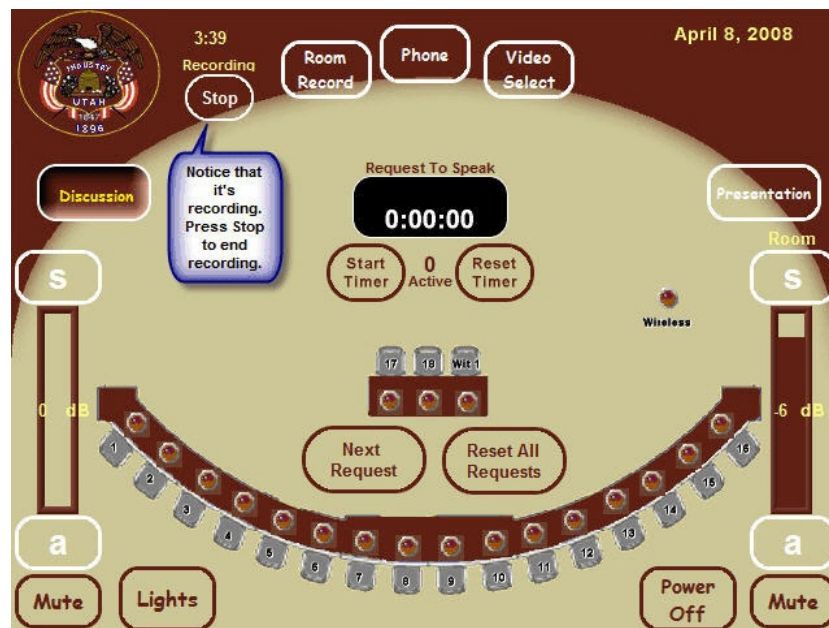 INDUSTRY
UTAH
1847
1896
3:39
Recording
Stop
Room
Record
Phone
Video
Select
April 8, 2008
Notice that
it's
recording.
Press Stop
to end
recording.
Discussion
Request To Speak
0:00:00
Start
Timer
0
Active
Reset
Timer
Presentation
Room
S
S
Wireless
17 18 Wit 1
0 dB
-6 dB
Next
Request
Reset All
Requests
1 2 3 4 5 6 7 8 9 10 11 12 13 14 15 16
a
a
Mute
Lights
Power
Off
Mute